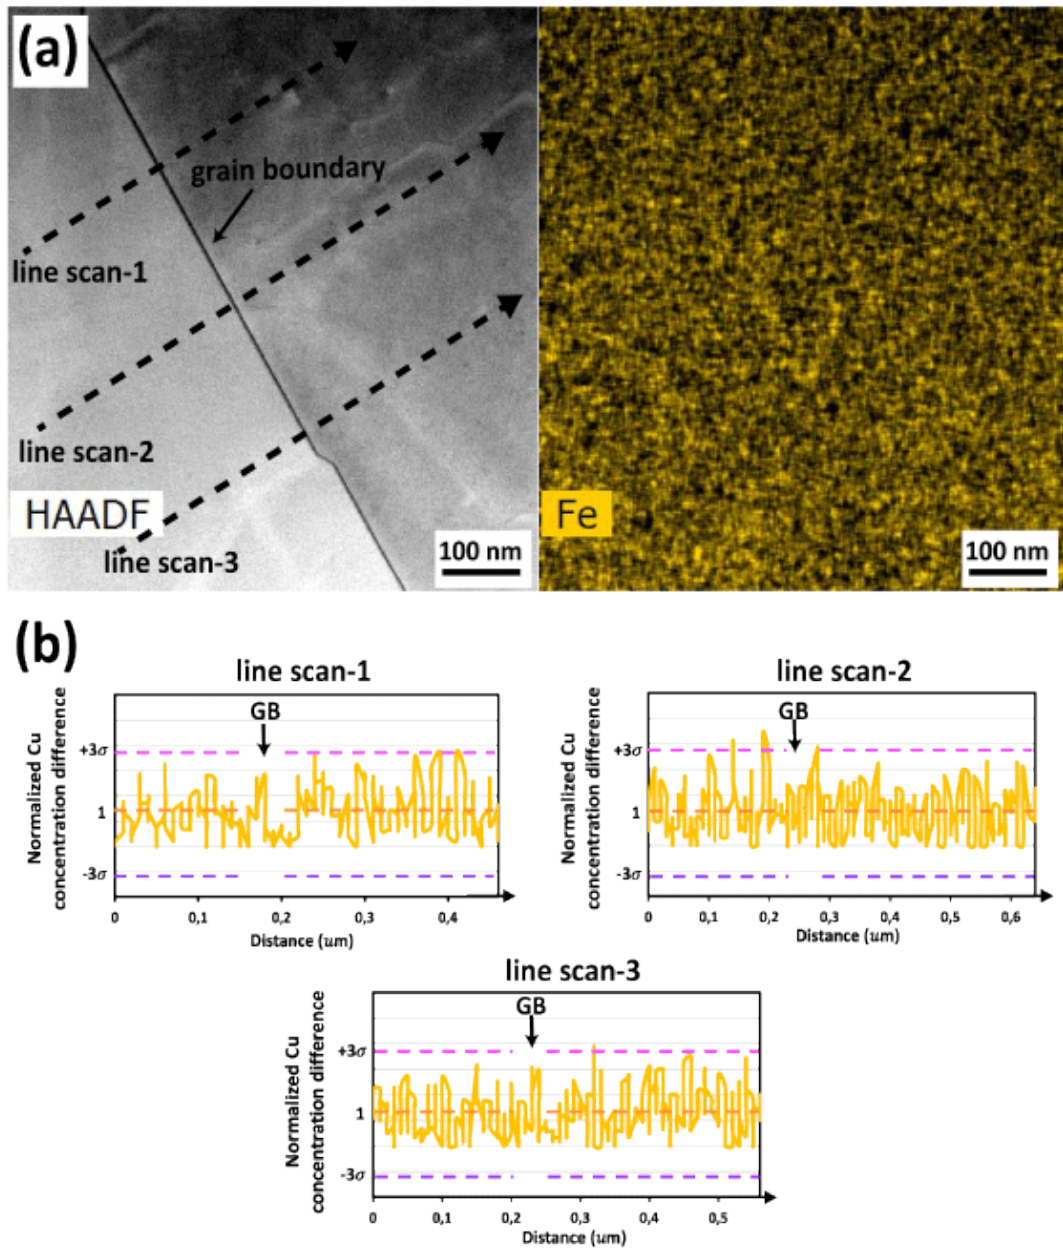 (a)
grain boundary
line scan-1
line scan-2
HAADF
line scan-3
100 nm
Fe
100 nm
(b)
line scan-1
Normalized Cu
concentration difference
GB
+3σ
1
-3σ
0 0,1 0,2 0,3 0,4
Distance (um)
line scan-2
Normalized Cu
concentration difference
GB
+3σ
1
-3σ
0 0,1 0,2 0,3 0,4 0,5 0,6
Distance (um)
line scan-3
Normalized Cu
concentration difference
GB
+3σ
1
-3σ
0 0,1 0,2 0,3 0,4 0,5
Distance (um)